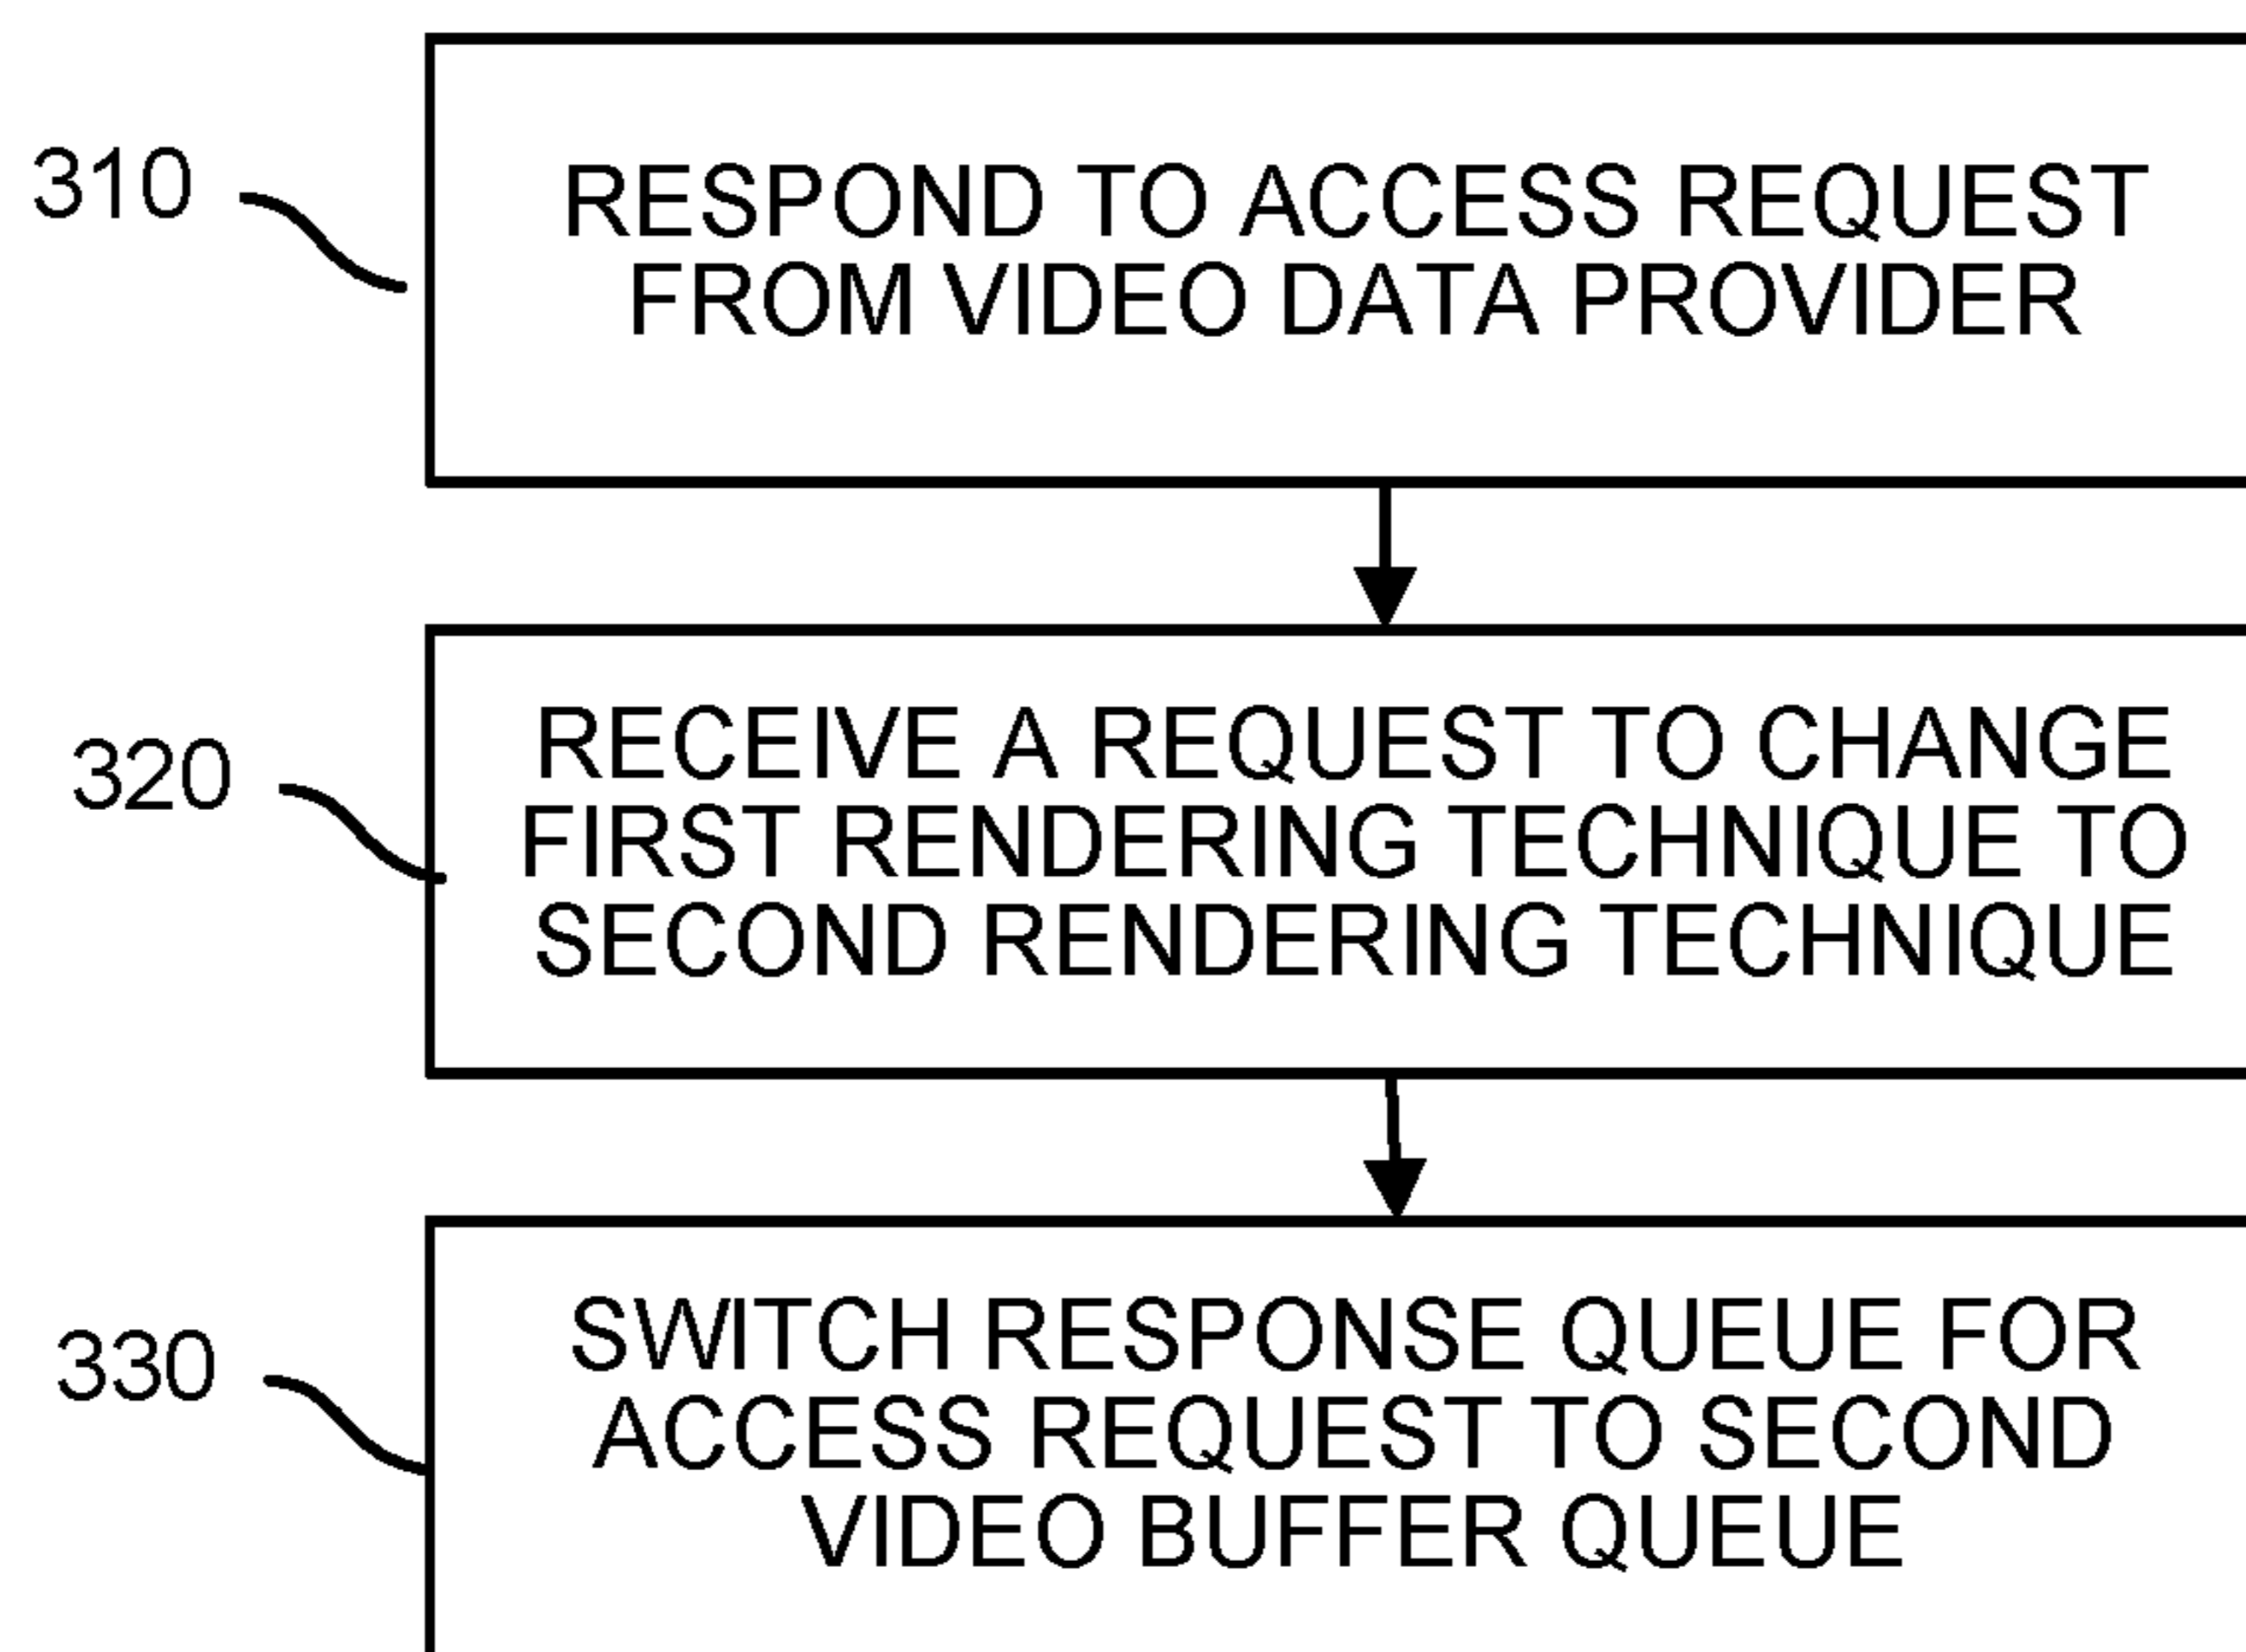 310
RESPOND TO ACCESS REQUEST
FROM VIDEO DATA PROVIDER
320
RECEIVE A REQUEST TO CHANGE
FIRST RENDERING TECHNIQUE TO
SECOND RENDERING TECHNIQUE
330
SWITCH RESPONSE QUEUE FOR
ACCESS REQUEST TO SECOND
VIDEO BUFFER QUEUE